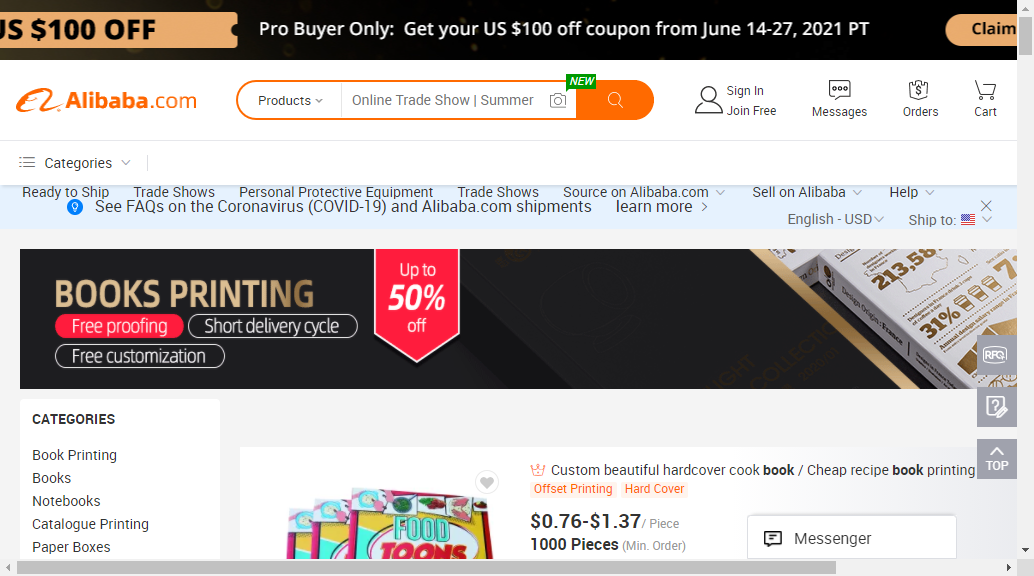 US $100 OFF
Pro Buyer Only: Get your US $100 off coupon from June 14-27, 2021 PT
Claim
Alibaba.com
Products
Online Trade Show | Summer
NEW
Sign In
Join Free
Messages
Orders
Cart
Categories
Ready to Ship
Trade Shows
Personal Protective Equipment
Trade Shows
Source on Alibaba.com
Sell on Alibaba
Help
See FAQs on the Coronavirus (COVID-19) and Alibaba.com shipments
learn more
English - USD
Ship to:
BOOKS PRINTING
Free proofing
Short delivery cycle
Free customization
Up to
50%
off
213,58
31%
RFQ
TOP
CATEGORIES
Book Printing
Books
Notebooks
Catalogue Printing
Paper Boxes
FOOD
TOONS
Custom beautiful hardcover cook book / Cheap recipe book printing
Offset Printing
Hard Cover
$0.76-$1.37/ Piece
1000 Pieces (Min. Order)
Messenger